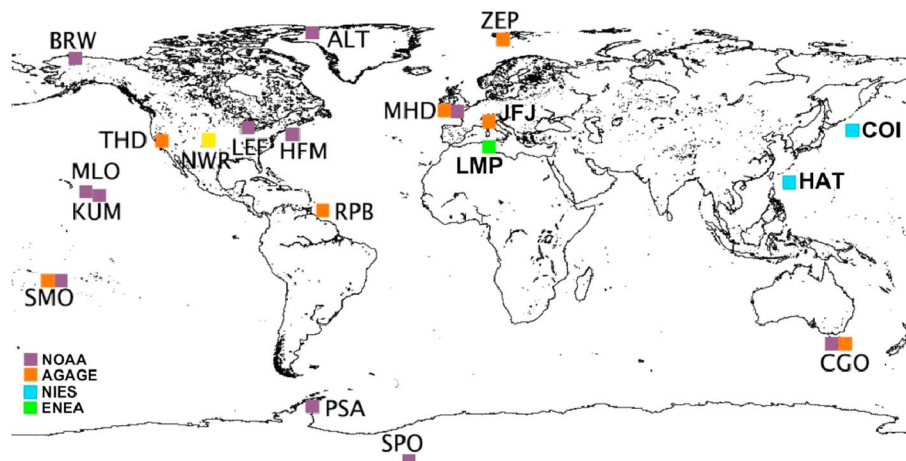 ZEP
BRW
ALT
MHD
JFJ
THD
NWR
LEF
HFM
LMP
COI
MLO
KUM
HAT
RPB
SMO
CGO
NOAA
AGAGE
NIES
ENEA
PSA
SPO